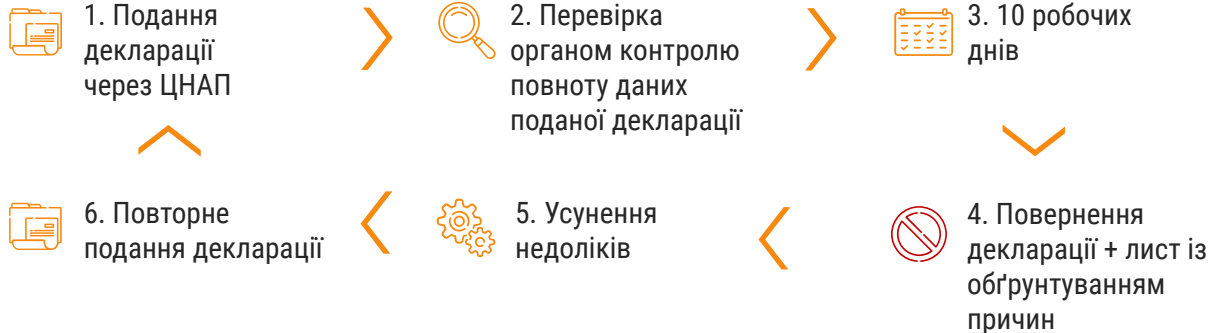 1. Подання
декларації
через ЦНАП
2. Перевірка
органом контролю
повноту даних
поданої декларації
3. 10 робочих
днів
4. Повернення
декларації + лист із
обґрунтуванням
причин
5. Усунення
недоліків
6. Повторне
подання декларації